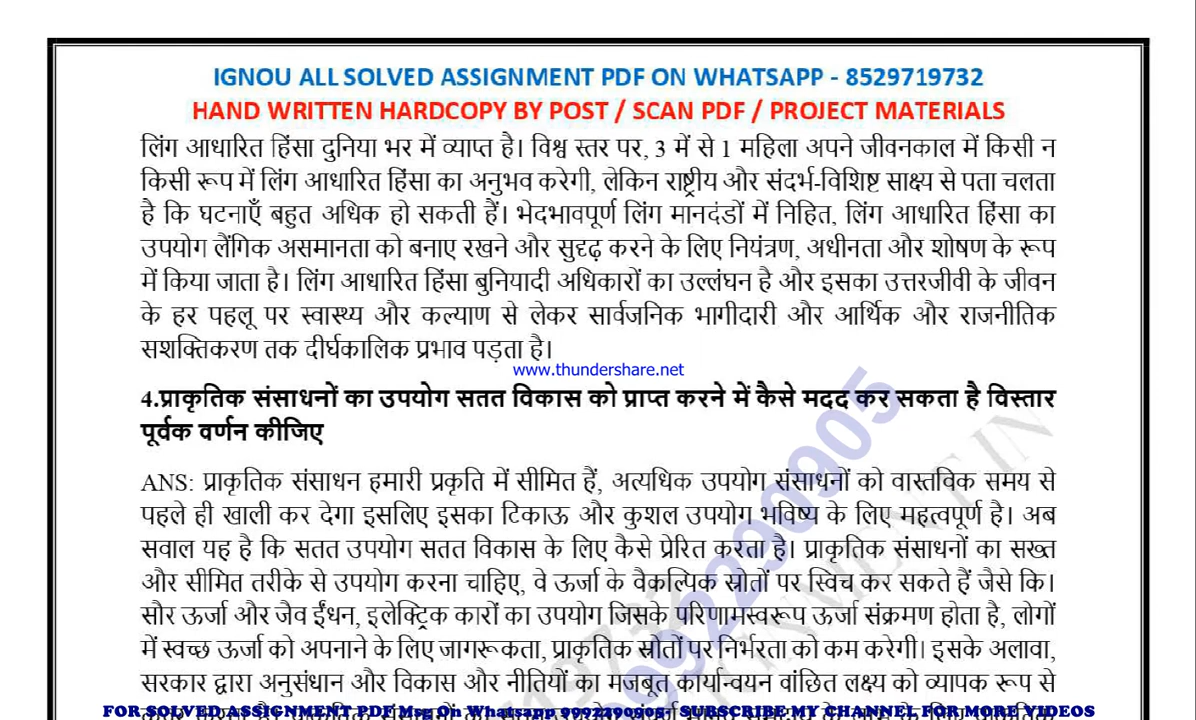 IGNOU ALL SOLVED ASSIGNMENT PDF ON WHATSAPP - 8529719732
HAND WRITTEN HARDCOPY BY POST / SCAN PDF / PROJECT MATERIALS
लिंग आधारित हिंसा दुनिया भर में व्याप्त है। विश्व स्तर पर, 3 में से 1 महिला अपने जीवनकाल में किसी न
किसी रूप में लिंग आधारित हिंसा का अनुभव करेगी, लेकिन राष्ट्रीय और संदर्भ-विशिष्ट साक्ष्य से पता चलता
है कि घटनाएँ बहुत अधिक हो सकती हैं। भेदभावपूर्ण लिंग मानदंडों में निहित, लिंग आधारित हिंसा का
उपयोग लैंगिक असमानता को बनाए रखने और सुदृढ़ करने के लिए नियंत्रण, अधीनता और शोषण के रूप
में किया जाता है। लिंग आधारित हिंसा बुनियादी अधिकारों का उल्लंघन है और इसका उत्तरजीवी के जीवन
के हर पहलू पर स्वास्थ्य और कल्याण से लेकर सार्वजनिक भागीदारी और आर्थिक और राजनीतिक
सशक्तिकरण तक दीर्घकालिक प्रभाव पड़ता है।
www.thundershare.net
4.प्राकृतिक संसाधनों का उपयोग सतत विकास को प्राप्त करने में कैसे मदद कर सकता है विस्तार
पूर्वक वर्णन कीजिए
ANS: प्राकृतिक संसाधन हमारी प्रकृति में सीमित हैं, अत्यधिक उपयोग संसाधनों को वास्तविक समय से
पहले ही खाली कर देगा इसलिए इसका टिकाऊ और कुशल उपयोग भविष्य के लिए महत्वपूर्ण है। अब
सवाल यह है कि सतत उपयोग सतत विकास के लिए कैसे प्रेरित करता है। प्राकृतिक संसाधनों का सख्त
और सीमित तरीके से उपयोग करना चाहिए, वे ऊर्जा के वैकल्पिक स्रोतों पर स्विच कर सकते हैं जैसे कि।
सौर ऊर्जा और जैव ईंधन, इलेक्ट्रिक कारों का उपयोग जिसके परिणामस्वरूप ऊर्जा संक्रमण होता है, लोगों
में स्वच्छ ऊर्जा को अपनाने के लिए जागरूकता, प्राकृतिक स्रोतों पर निर्भरता को कम करेगी। इसके अलावा,
सरकार द्वारा अनुसंधान और विकास और नीतियों का मजबूत कार्यान्वयन वांछित लक्ष्य को व्यापक रूप से
FOR SOLVED ASSIGNMENT PDF Msg On Whatsapp 9992290905- SUBSCRIBE MY CHANNEL FOR MORE VIDEOS